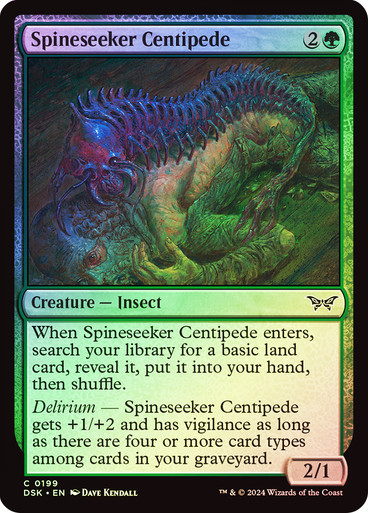 Spineseeker Centipede 2
Creature — Insect
When Spineseeker Centipede enters,
search your library for a basic land
card, reveal it, put it into your hand,
then shuffle.
Delirium — Spineseeker Centipede
gets +1/+2 and has vigilance as long
as there are four or more card types
among cards in your graveyard.
2/1
C 0199
DSK • EN Dave Kendall
™ & © 2024 Wizards of the Coast